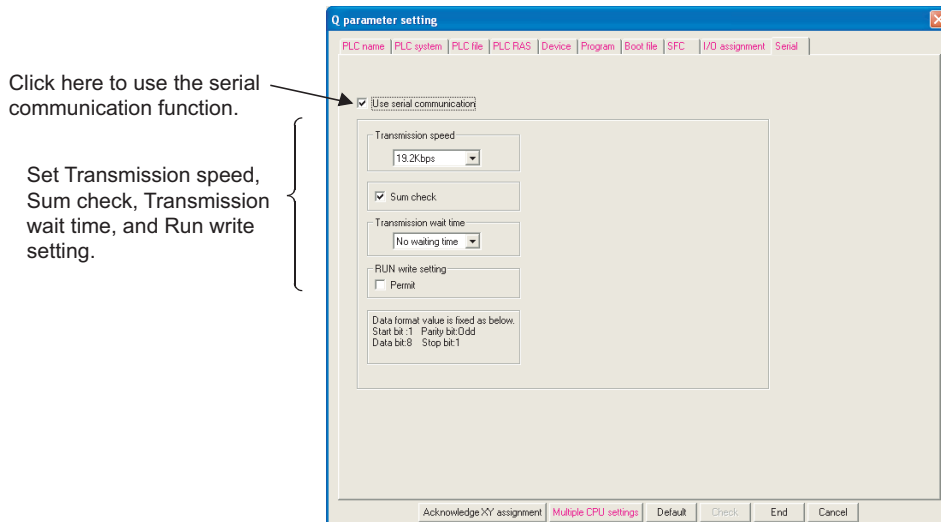 Q parameter setting
PLC name PLC system PLC file PLC RAS Device Program Boot file SFC I/O assignment Serial
Click here to use the serial
communication function.
Use serial communication
Set Transmission speed,
Sum check, Transmission
wait time, and Run write
setting.
Transmission speed
19.2Kbps
Sum check
Transmission wait time
No waiting time
RUN write setting
Permit
Data format value is fixed as below.
Start bit :1 Parity bit:Odd
Data bit:8 Stop bit:1
Acknowledge XY assignment Multiple CPU settings Default Check End Cancel